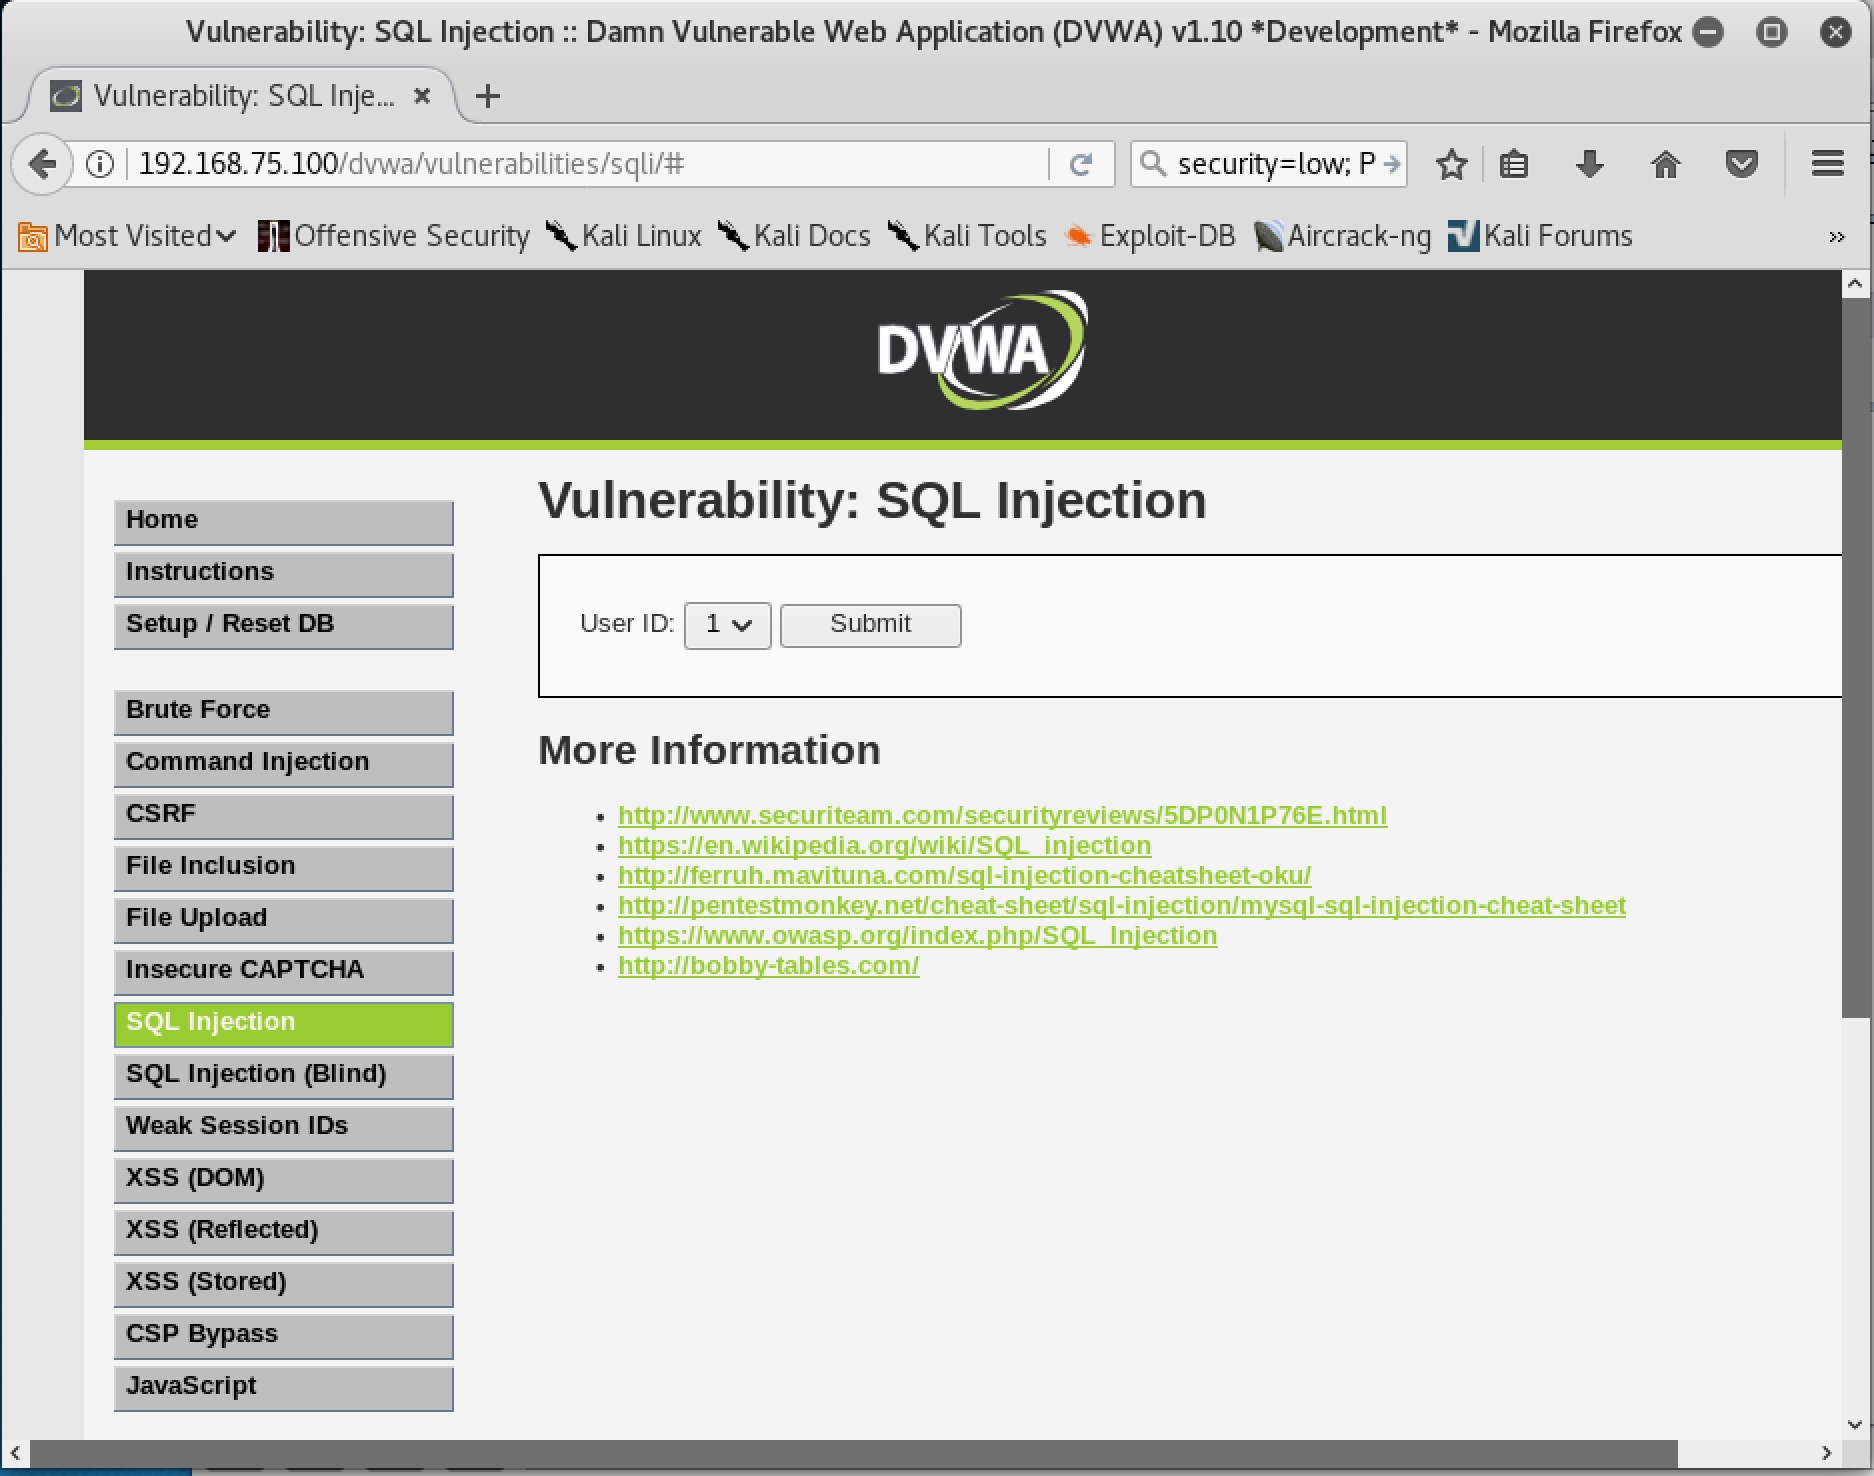 Vulnerability: SQL Injection :: Damn Vulnerable Web Application (DVWA) v1.10 *Development* - Mozilla Firefox
Vulnerability: SQL Inje...
192.168.75.100/dvwa/vulnerabilities/sqli/#
security=low; P
Most Visited Offensive Security Kali Linux Kali Docs Kali Tools Exploit-DB Aircrack-ng Kali Forums
DVWA
Home
Instructions
Setup / Reset DB
Brute Force
Command Injection
CSRF
File Inclusion
File Upload
Insecure CAPTCHA
SQL Injection
SQL Injection (Blind)
Weak Session IDs
XSS (DOM)
XSS (Reflected)
XSS (Stored)
CSP Bypass
JavaScript
Vulnerability: SQL Injection
User ID: 1 Submit
More Information
• http://www.securiteam.com/securityreviews/5DP0N1P76E.html
• https://en.wikipedia.org/wiki/SQL_injection
• http://ferruh.mavituna.com/sql-injection-cheatsheet-oku/
• http://pentestmonkey.net/cheat-sheet/sql-injection/mysql-sql-injection-cheat-sheet
• https://www.owasp.org/index.php/SQL_Injection
• http://bobby-tables.com/